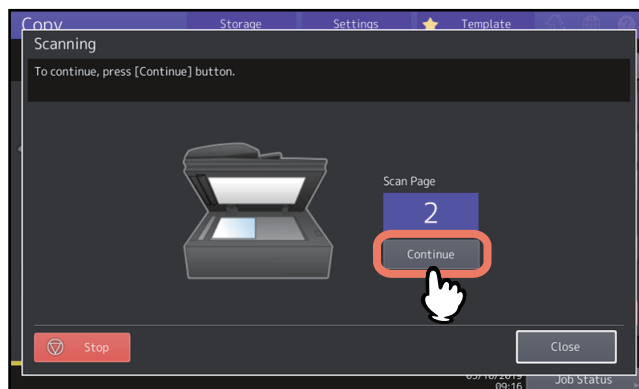 Copy Storage Settings Template
Scanning
To continue, press [Continue] button.
Scan Page
2
Continue
Stop
Close
09:16 Job Status